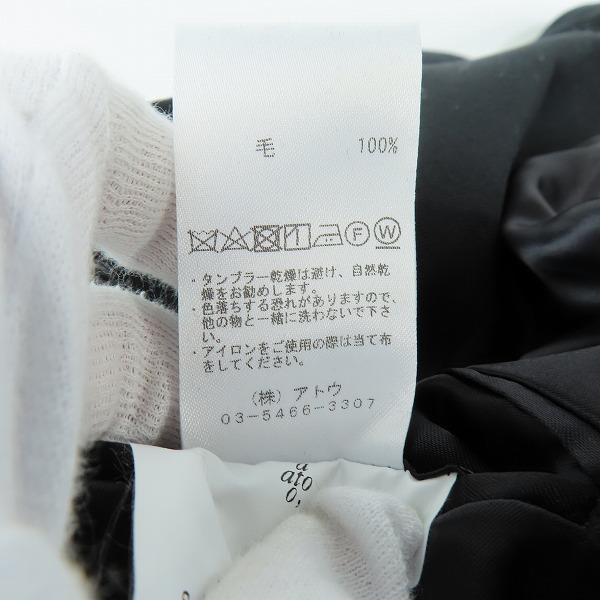 毛 100%
F W
・タンブラー乾燥は避け、自然乾
燥をお勧めします。
・色落ちする恐れがありますので、
他の物と一緒に洗わないで下さ
い。
・アイロンをご使用の際は当て布
をしてください。
(株) アトウ
03-5466-3307
ato